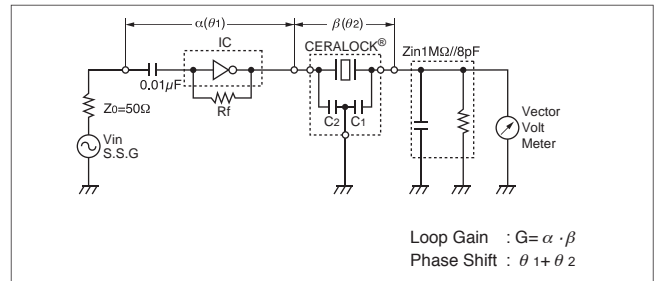 α(θ1)
β(θ2)
IC
CERALOCK®
Zin1MΩ//8pF
0.01μF
Rf
C2
C1
Z0=50Ω
Vin
S.S.G
Vector
Volt
Meter
Loop Gain : G= α · β
Phase Shift : θ 1+ θ 2